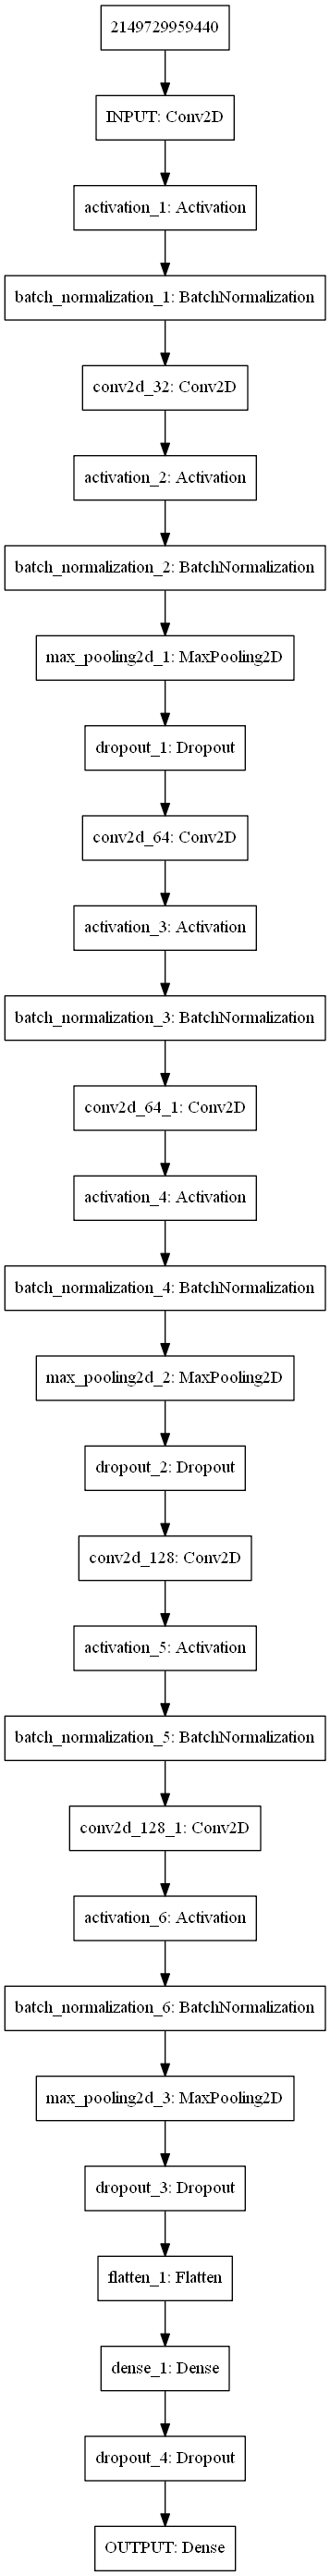 2149729959440
INPUT: Conv2D
activation_1: Activation
batch_normalization_1: BatchNormalization
conv2d_32: Conv2D
activation_2: Activation
batch_normalization_2: BatchNormalization
max_pooling2d_1: MaxPooling2D
dropout_1: Dropout
conv2d_64: Conv2D
activation_3: Activation
batch_normalization_3: BatchNormalization
conv2d_64_1: Conv2D
activation_4: Activation
batch_normalization_4: BatchNormalization
max_pooling2d_2: MaxPooling2D
dropout_2: Dropout
conv2d_128: Conv2D
activation_5: Activation
batch_normalization_5: BatchNormalization
conv2d_128_1: Conv2D
activation_6: Activation
batch_normalization_6: BatchNormalization
max_pooling2d_3: MaxPooling2D
dropout_3: Dropout
flatten_1: Flatten
dense_1: Dense
dropout_4: Dropout
OUTPUT: Dense